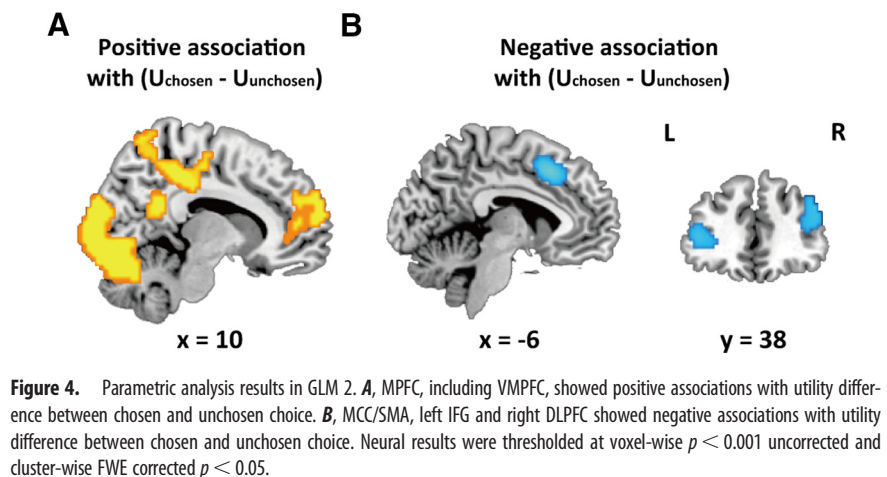 A
Positive association
with (Uchosen - Uunchosen)
x = 10
B
Negative association
with (Uchosen - Uunchosen)
L
R
x = -6
y = 38
Figure 4. Parametric analysis results in GLM 2. A, MPFC, including VMPFC, showed positive associations with utility differ-
ence between chosen and unchosen choice. B, MCC/SMA, left IFG and right DLPFC showed negative associations with utility
difference between chosen and unchosen choice. Neural results were thresholded at voxel-wise p < 0.001 uncorrected and
cluster-wise FWE corrected p < 0.05.